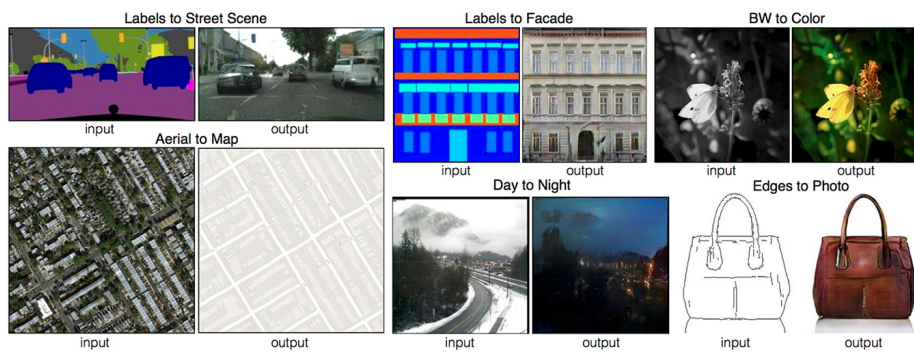 Labels to Street Scene
input
output
Aerial to Map
input
output
Labels to Facade
input
output
BW to Color
input
output
Day to Night
input
output
Edges to Photo
input
output